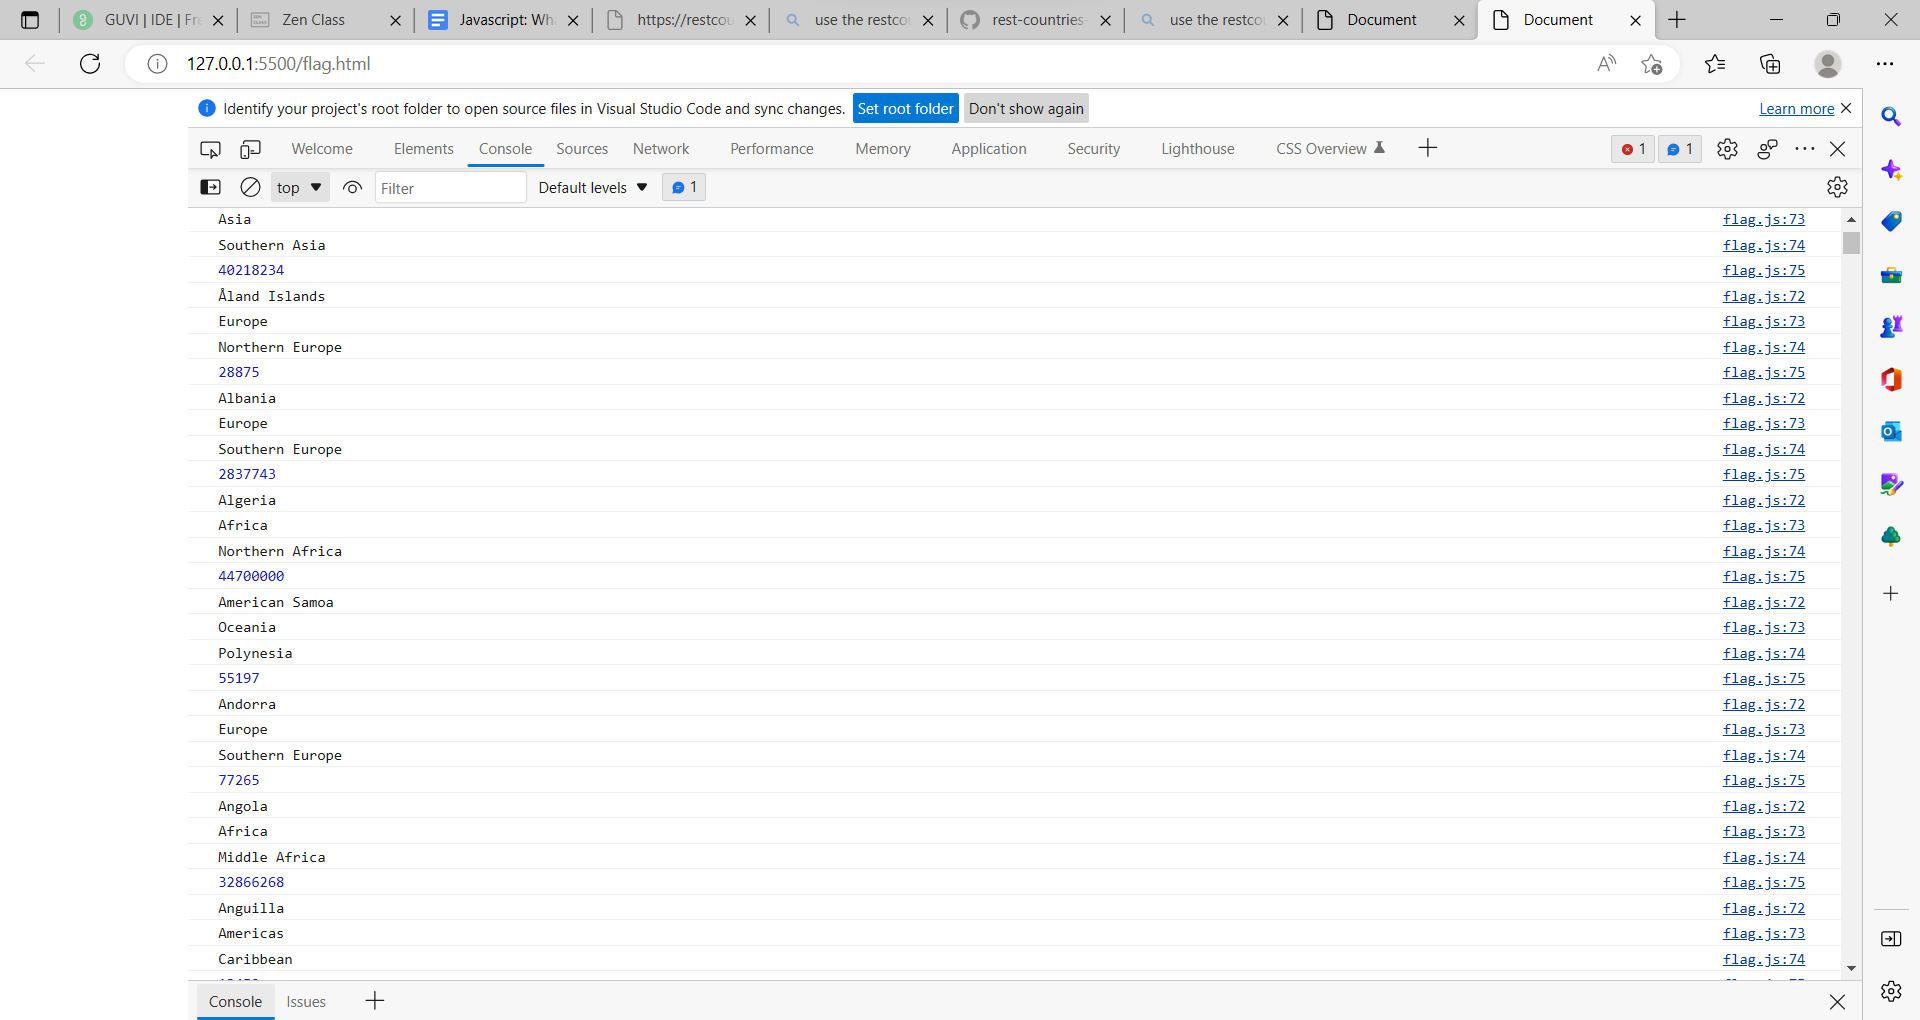 GUVI | IDE | Fr
Zen Class
Javascript: Wh
https://restcou
use the restco
rest-countries-
use the restco
Document
Document
127.0.0.1:5500/flag.html
Identify your project's root folder to open source files in Visual Studio Code and sync changes. Set root folder Don't show again Learn more
Welcome Elements Console Sources Network Performance Memory Application Security Lighthouse CSS Overview 1 1
top Filter Default levels 1
Asia flag.js:73
Southern Asia flag.js:74
40218234 flag.js:75
Åland Islands flag.js:72
Europe flag.js:73
Northern Europe flag.js:74
28875 flag.js:75
Albania flag.js:72
Europe flag.js:73
Southern Europe flag.js:74
2837743 flag.js:75
Algeria flag.js:72
Africa flag.js:73
Northern Africa flag.js:74
44700000 flag.js:75
American Samoa flag.js:72
Oceania flag.js:73
Polynesia flag.js:74
55197 flag.js:75
Andorra flag.js:72
Europe flag.js:73
Southern Europe flag.js:74
77265 flag.js:75
Angola flag.js:72
Africa flag.js:73
Middle Africa flag.js:74
32866268 flag.js:75
Anguilla flag.js:72
Americas flag.js:73
Caribbean flag.js:74
Console Issues